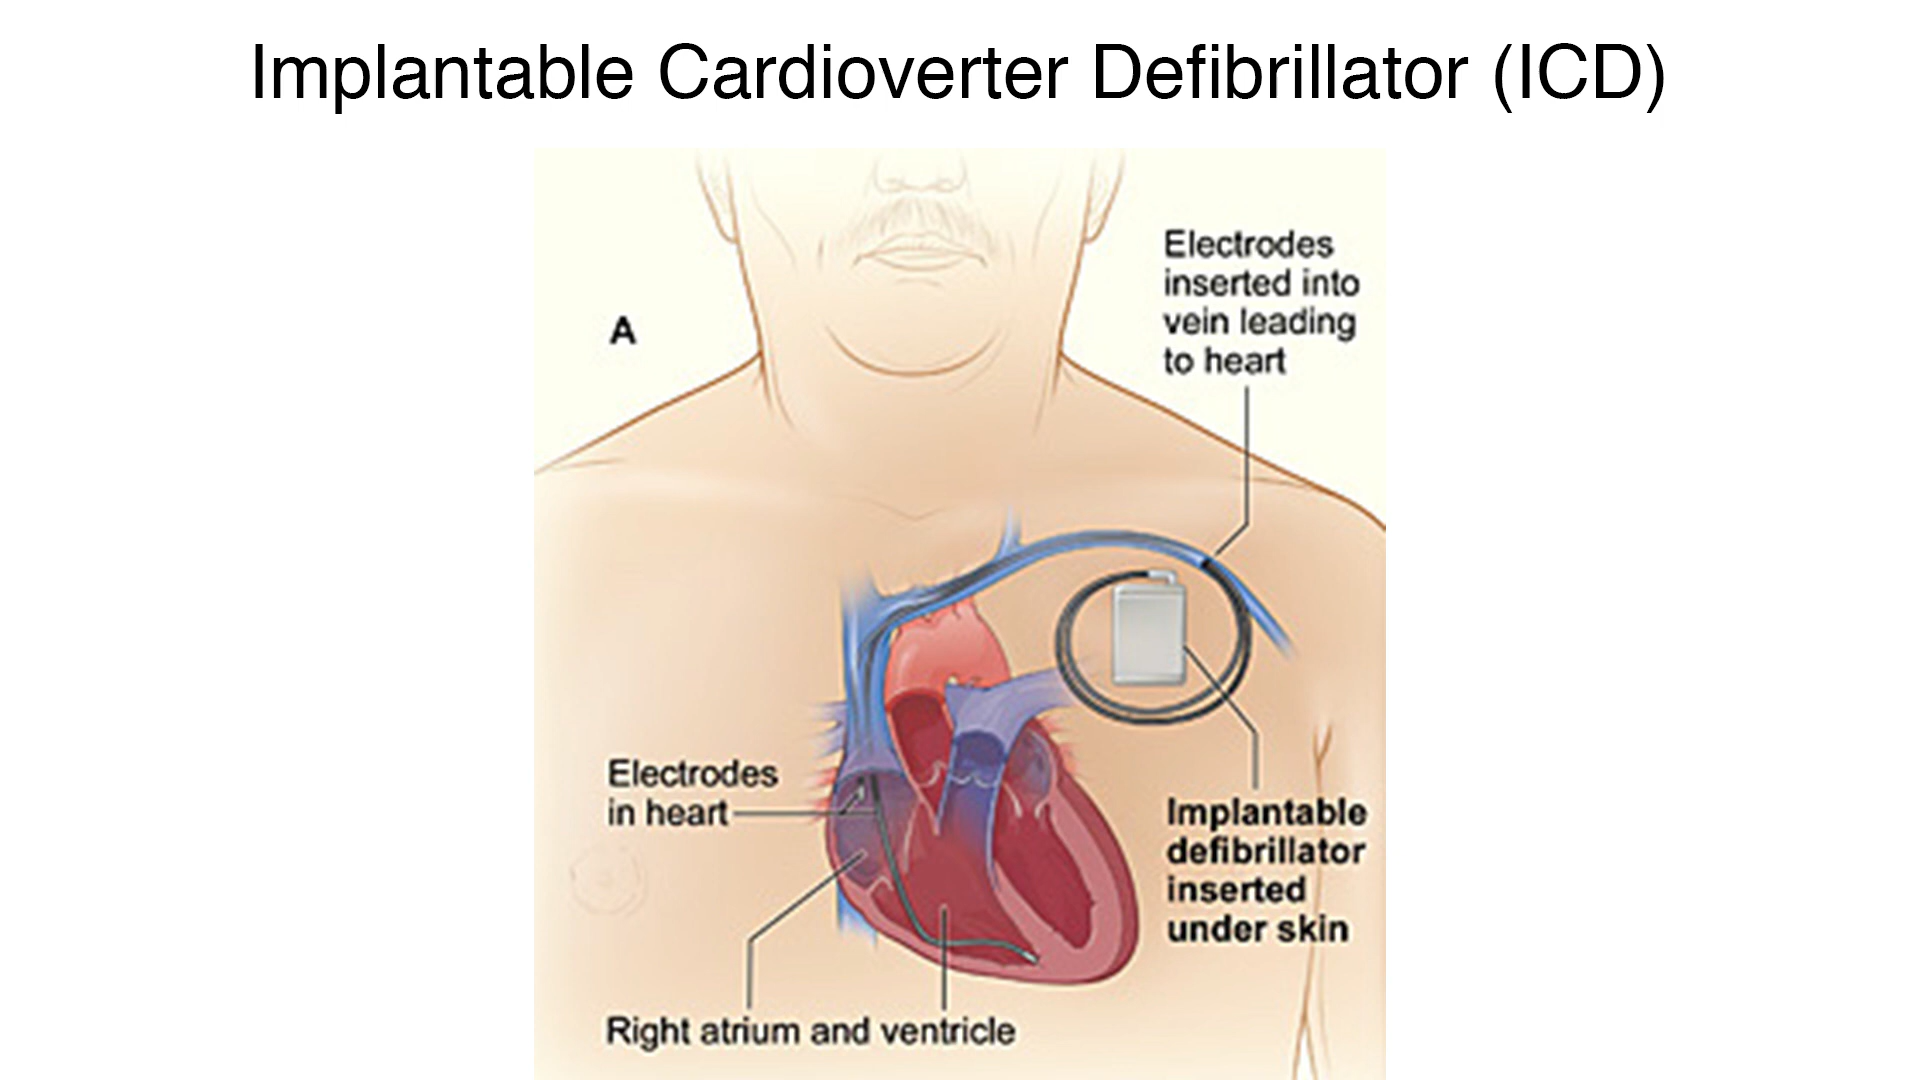 Implantable Cardioverter Defibrillator (ICD)
Electrodes
inserted into
vein leading
to heart
A
Electrodes
in heart
Implantable
defibrillator
inserted
under skin
Right atrium and ventricle